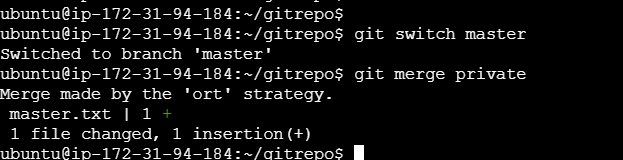 ubuntu@ip-172-31-94-184:~/gitrepo$
ubuntu@ip-172-31-94-184:~/gitrepo$ git switch master
Switched to branch 'master'
ubuntu@ip-172-31-94-184:~/gitrepo$ git merge private
Merge made by the 'ort' strategy.
 master.txt | 1 +
 1 file changed, 1 insertion(+)
ubuntu@ip-172-31-94-184:~/gitrepo$